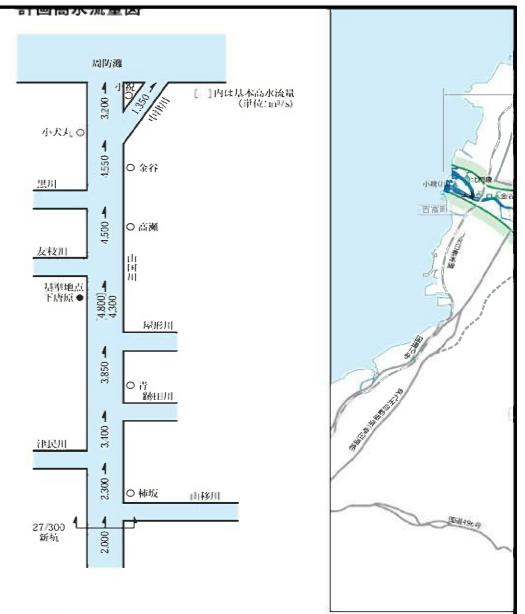 計画高水流量図
周防灘
小祝
3,200
1,350
中津川
[ ]内は基本高水流量
(単位:m³/s)
小犬丸
4,550
金谷
黒川
4,500
高瀬
友枝川
山国川
基準地点
下唐原
[4,800]
4,300
屋形川
3,850
青
跡田川
津民川
3,400
2,300
柿坂
山移川
27/300
新坑
2,000
金谷
国道496号